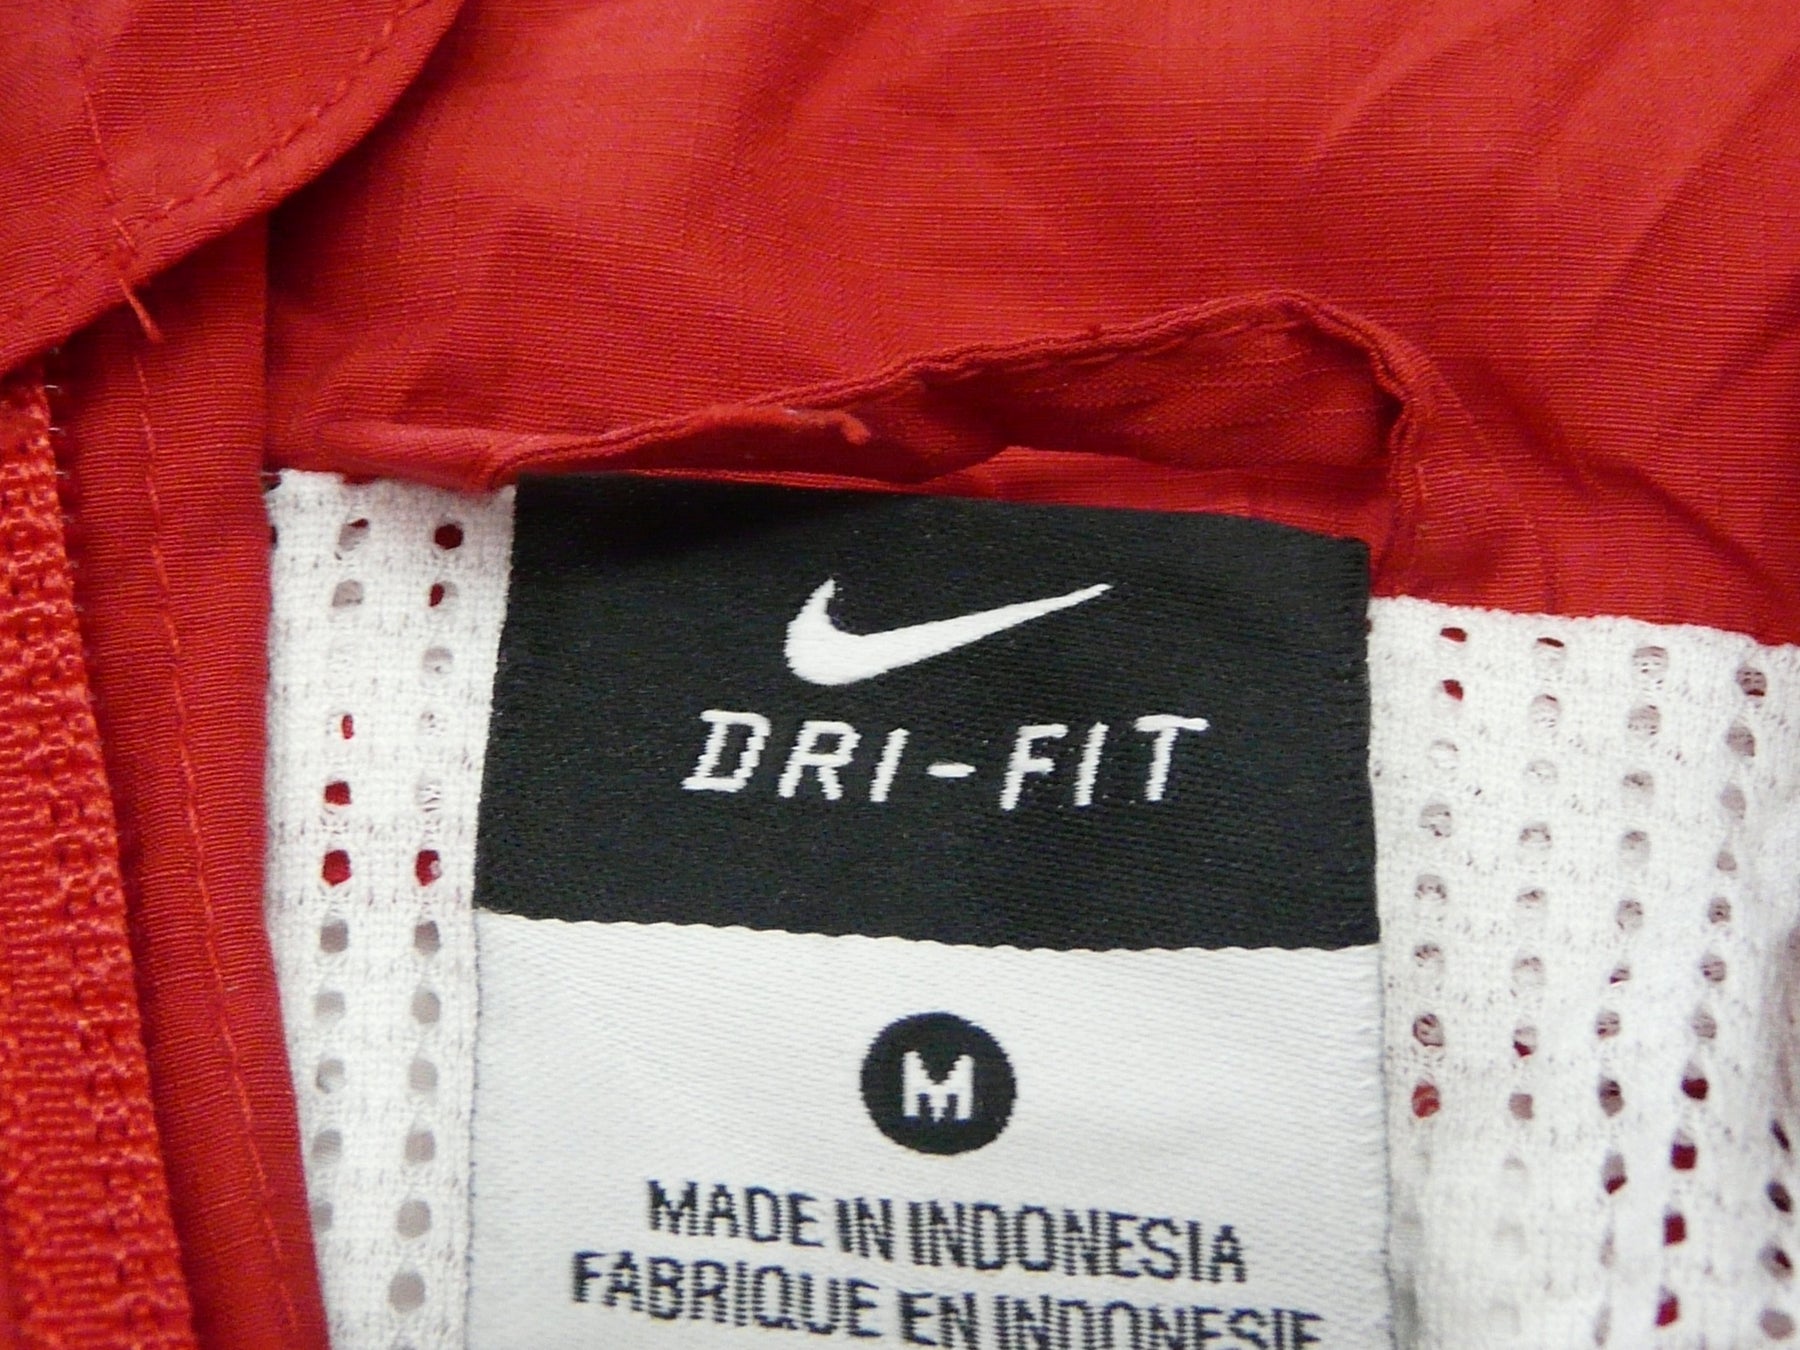 DRI-FIT
M
MADE IN INDONESIA
FABRIQUE EN INDONESIE